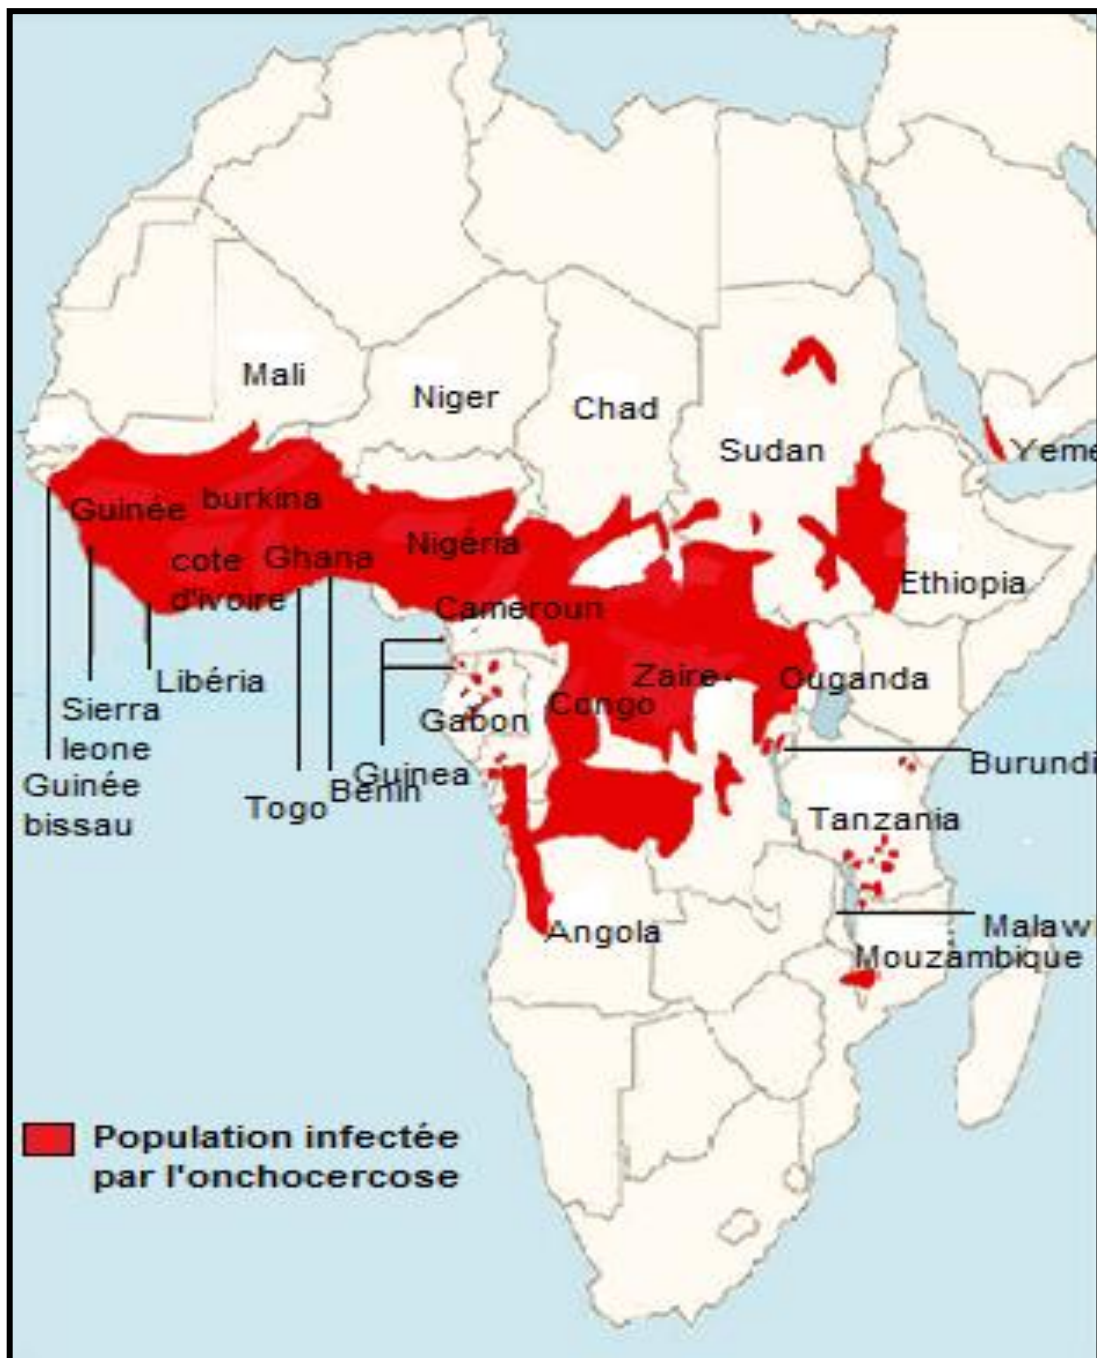 Mali
Niger
Chad
Sudan
Yeme
Guinée
burkina
Nigéria
cote
d'ivoire
Ghana
Ethiopia
Cameroun
Libéria
Zaire
Ouganda
Sierra
leone
Gabon
Congo
Guinée
bissau
Togo
Bénin
Guinea
Burundi
Tanzania
Angola
Malawi
Mouzambique
Population infectée
par l'onchocercose